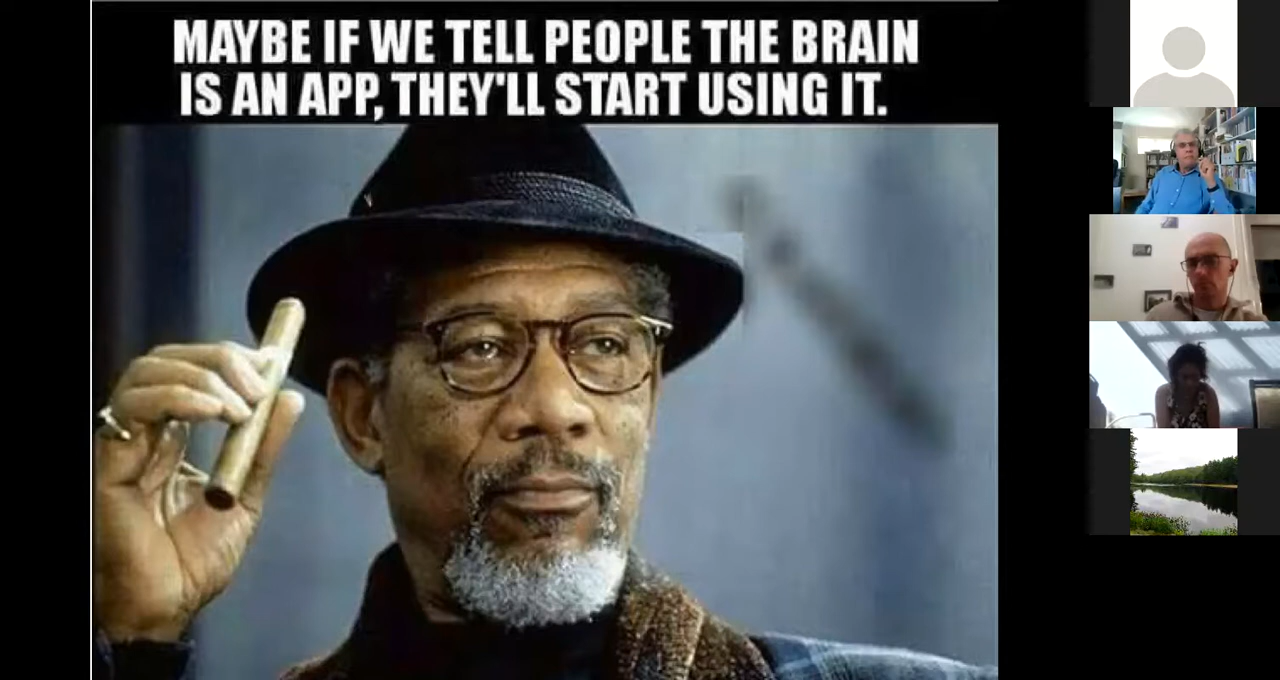 MAYBE IF WE TELL PEOPLE THE BRAIN
IS AN APP, THEY'LL START USING IT.